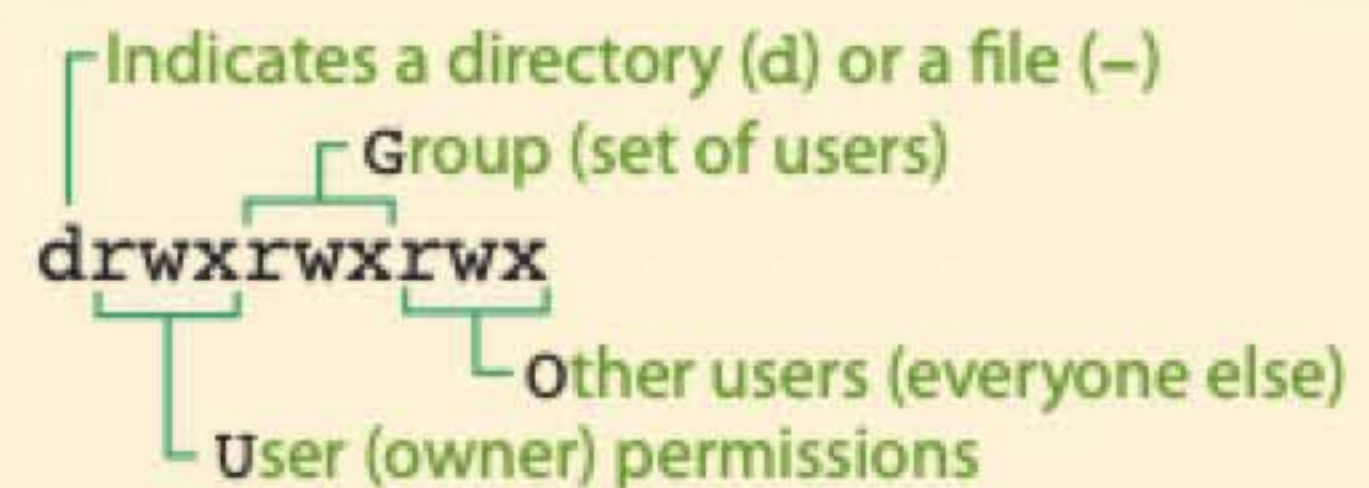 Indicates a directory (d) or a file (–)
Group (set of users)
drwxrwxrwx
Other users (everyone else)
User (owner) permissions